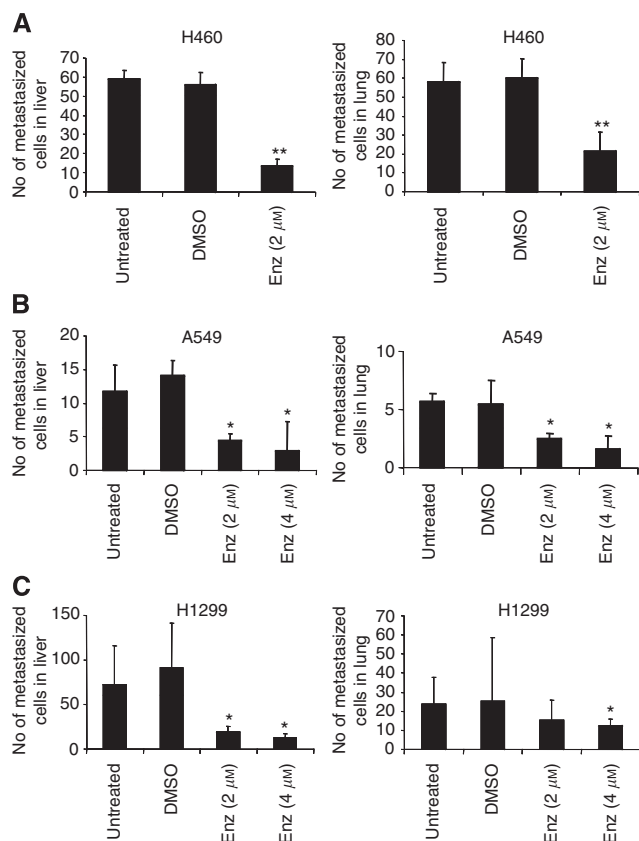 A
H460
No of metastasized
cells in liver
70
60
50
40
30
20
10
0
**
Untreated
DMSO
Enz (2 μM)
H460
No of metastasized
cells in lung
80
70
60
50
40
30
20
10
0
**
Untreated
DMSO
Enz (2 μM)
B
A549
No of metastasized
cells in liver
20
15
10
5
0
*
*
Untreated
DMSO
Enz (2 μM)
Enz (4 μM)
A549
No of metastasized
cells in lung
10
5
0
*
*
Untreated
DMSO
Enz (2 μM)
Enz (4 μM)
C
H1299
No of metastasized
cells in liver
150
100
50
0
*
*
Untreated
DMSO
Enz (2 μM)
Enz (4 μM)
H1299
No of metastasized
cells in lung
70
60
50
40
30
20
10
0
*
Untreated
DMSO
Enz (2 μM)
Enz (4 μM)